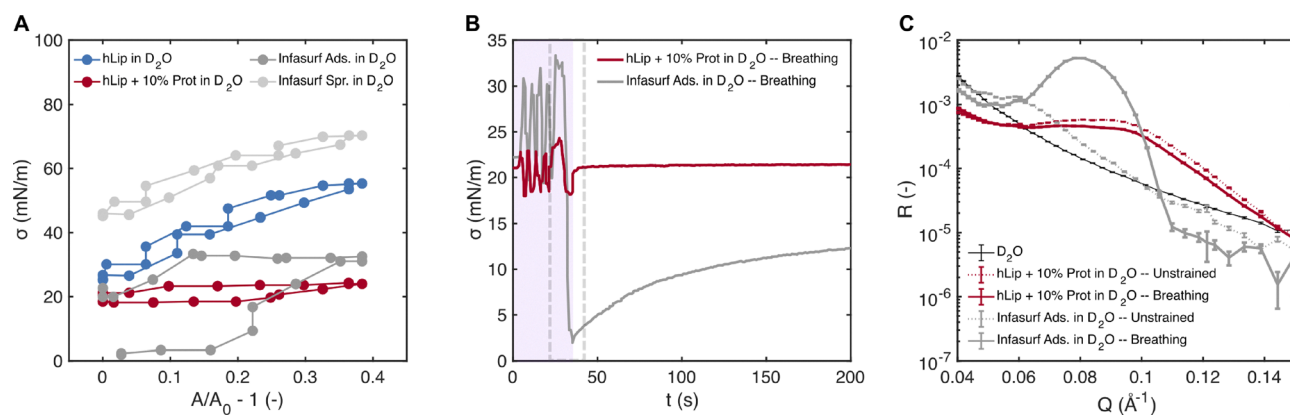 A
100
80
60
40
20
0
σ (mN/m)
hLip in D2O
hLip + 10% Prot in D2O
Infasurf Ads. in D2O
Infasurf Spr. in D2O
0
0.1
0.2
0.3
0.4
A/A0 - 1 (-)
B
35
30
25
20
15
10
5
0
σ (mN/m)
hLip + 10% Prot in D2O -- Breathing
Infasurf Ads. in D2O -- Breathing
0
50
100
150
200
t (s)
C
10-2
10-3
10-4
10-5
10-6
10-7
R (-)
D2O
hLip + 10% Prot in D2O -- Unstrained
hLip + 10% Prot in D2O -- Breathing
Infasurf Ads. in D2O -- Unstrained
Infasurf Ads. in D2O -- Breathing
0.04
0.06
0.08
0.1
0.12
0.14
Q (Å-1)